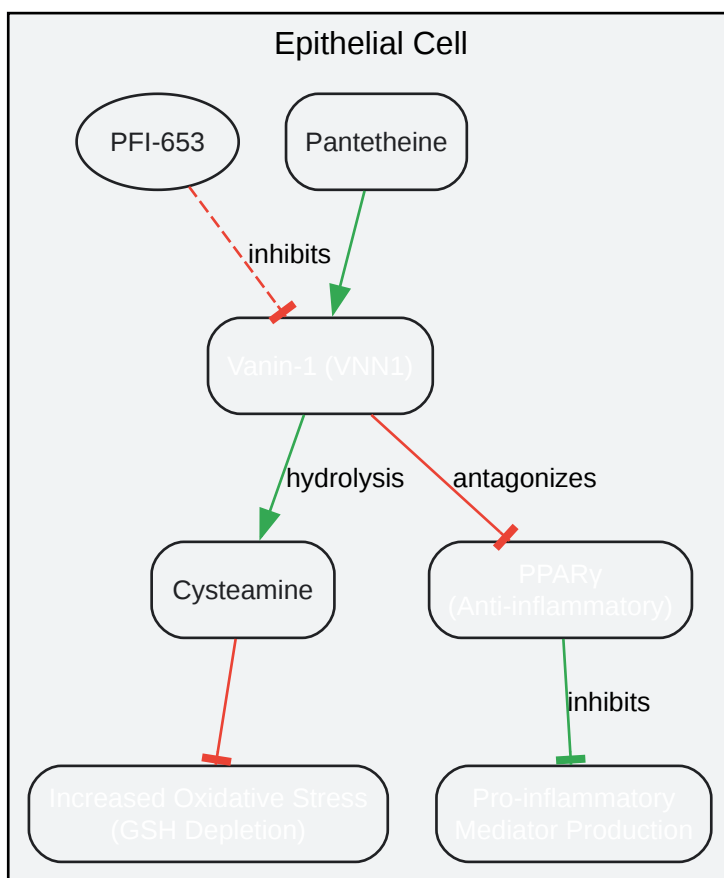 Epithelial Cell
PFI-653
Pantetheine
inhibits
Vanin-1 (VNN1)
hydrolysis
antagonizes
Cysteamine
PPARγ
(Anti-inflammatory)
inhibits
Increased Oxidative Stress
(GSH Depletion)
Pro-inflammatory
Mediator Production